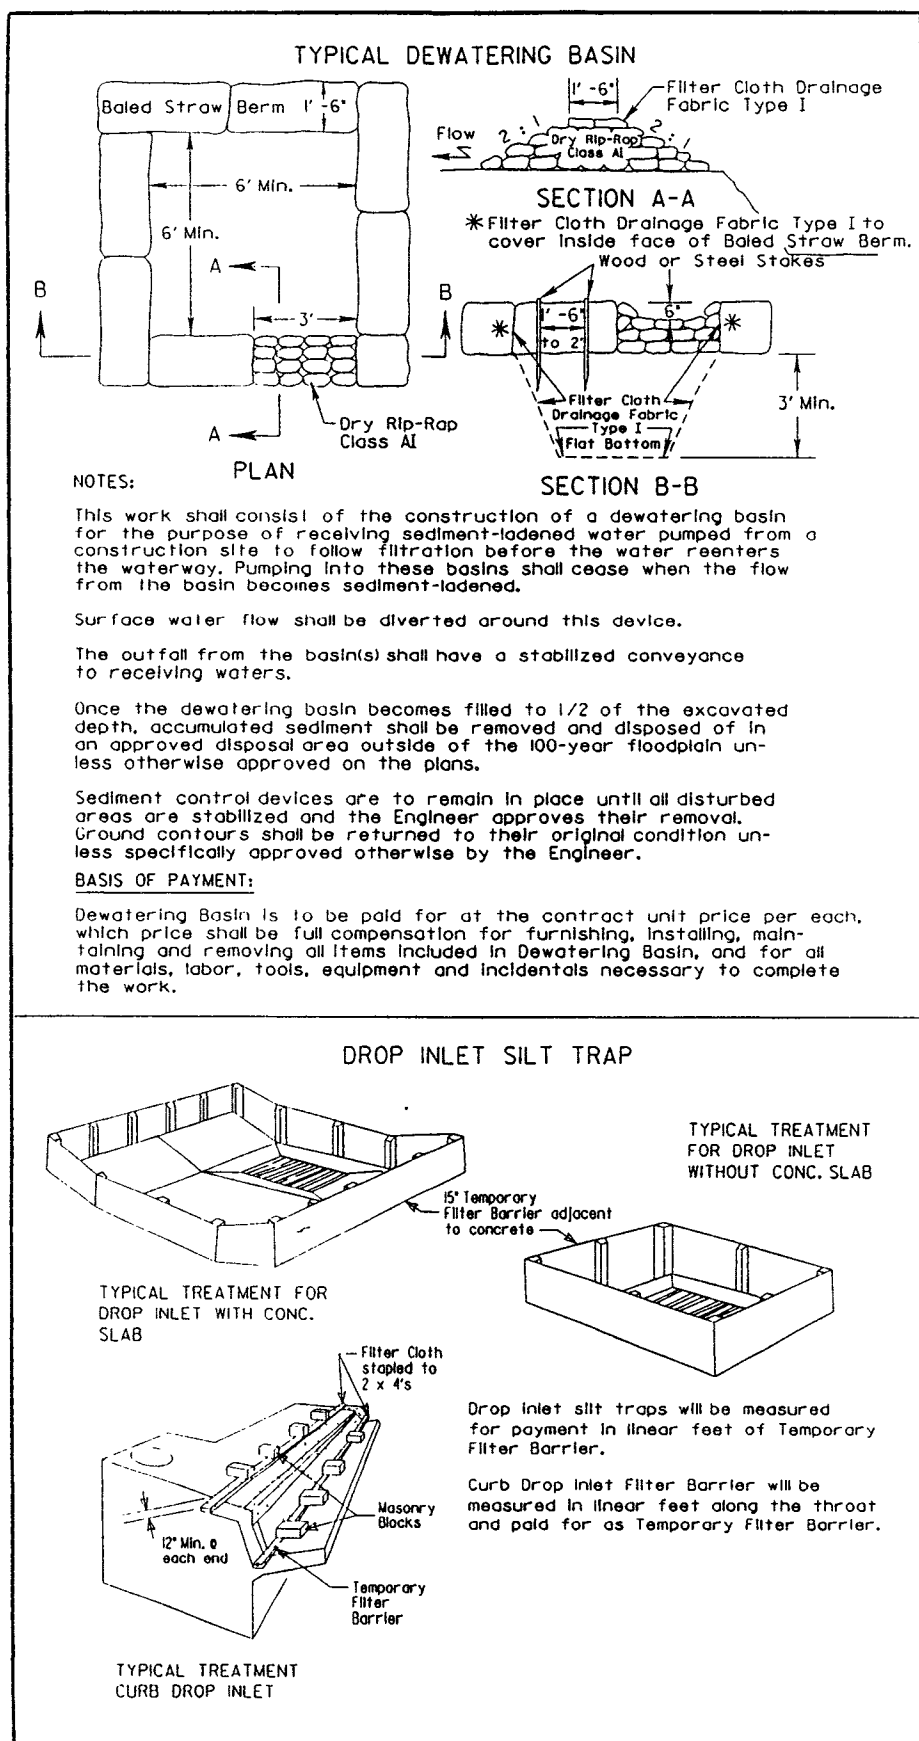 TYPICAL DEWATERING BASIN
Baled Straw Berm 1' -6"
6' Min.
6' Min.
A
B
B
3'
A
Dry Rip-Rap
Class AI
PLAN
1' -6"
Filter Cloth Drainage
Fabric Type I
Flow
2:1
2:1
Dry Rip-Rap
Class AI
SECTION A-A
*Filter Cloth Drainage Fabric Type I to
cover inside face of Baled Straw Berm.
Wood or Steel Stakes
* 1' -6"
to 2'
6"
*
3' Min.
Filter Cloth
Drainage Fabric
Type I
Flat Bottom
SECTION B-B
NOTES:
This work shall consist of the construction of a dewatering basin
for the purpose of receiving sediment-ladened water pumped from a
construction site to follow filtration before the water reenters
the waterway. Pumping into these basins shall cease when the flow
from the basin becomes sediment-ladened.
Surface water flow shall be diverted around this device.
The outfall from the basin(s) shall have a stabilized conveyance
to receiving waters.
Once the dewatering basin becomes filled to 1/2 of the excavated
depth, accumulated sediment shall be removed and disposed of in
an approved disposal area outside of the 100-year floodplain un-
less otherwise approved on the plans.
Sediment control devices are to remain in place until all disturbed
areas are stabilized and the Engineer approves their removal.
Ground contours shall be returned to their original condition un-
less specifically approved otherwise by the Engineer.
BASIS OF PAYMENT:
Dewatering Basin is to be paid for at the contract unit price per each,
which price shall be full compensation for furnishing, installing, main-
taining and removing all items included in Dewatering Basin, and for all
materials, labor, tools, equipment and incidentals necessary to complete
the work.
DROP INLET SILT TRAP
TYPICAL TREATMENT
FOR DROP INLET
WITHOUT CONC. SLAB
15" Temporary
Filter Barrier adjacent
to concrete
TYPICAL TREATMENT FOR
DROP INLET WITH CONC.
SLAB
Filter Cloth
stapled to
2 x 4's
Masonry
Blocks
12" Min. @
each end
Temporary
Filter
Barrier
TYPICAL TREATMENT
CURB DROP INLET
Drop inlet silt traps will be measured
for payment in linear feet of Temporary
Filter Barrier.
Curb Drop Inlet Filter Barrier will be
measured in linear feet along the throat
and paid for as Temporary Filter Barrier.